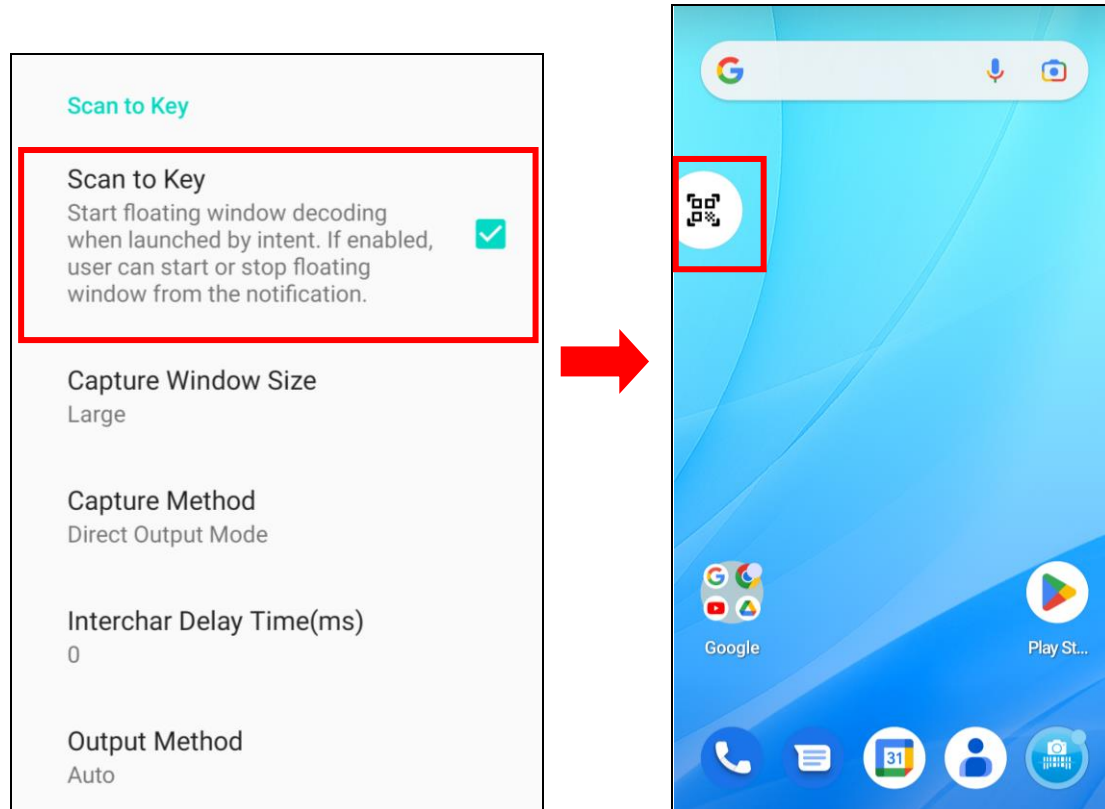 Scan to Key
Scan to Key
Start floating window decoding
when launched by intent. If enabled,
user can start or stop floating
window from the notification.
Capture Window Size
Large
Capture Method
Direct Output Mode
Interchar Delay Time(ms)
0
Output Method
Auto
G
G
Google
Play St...
31